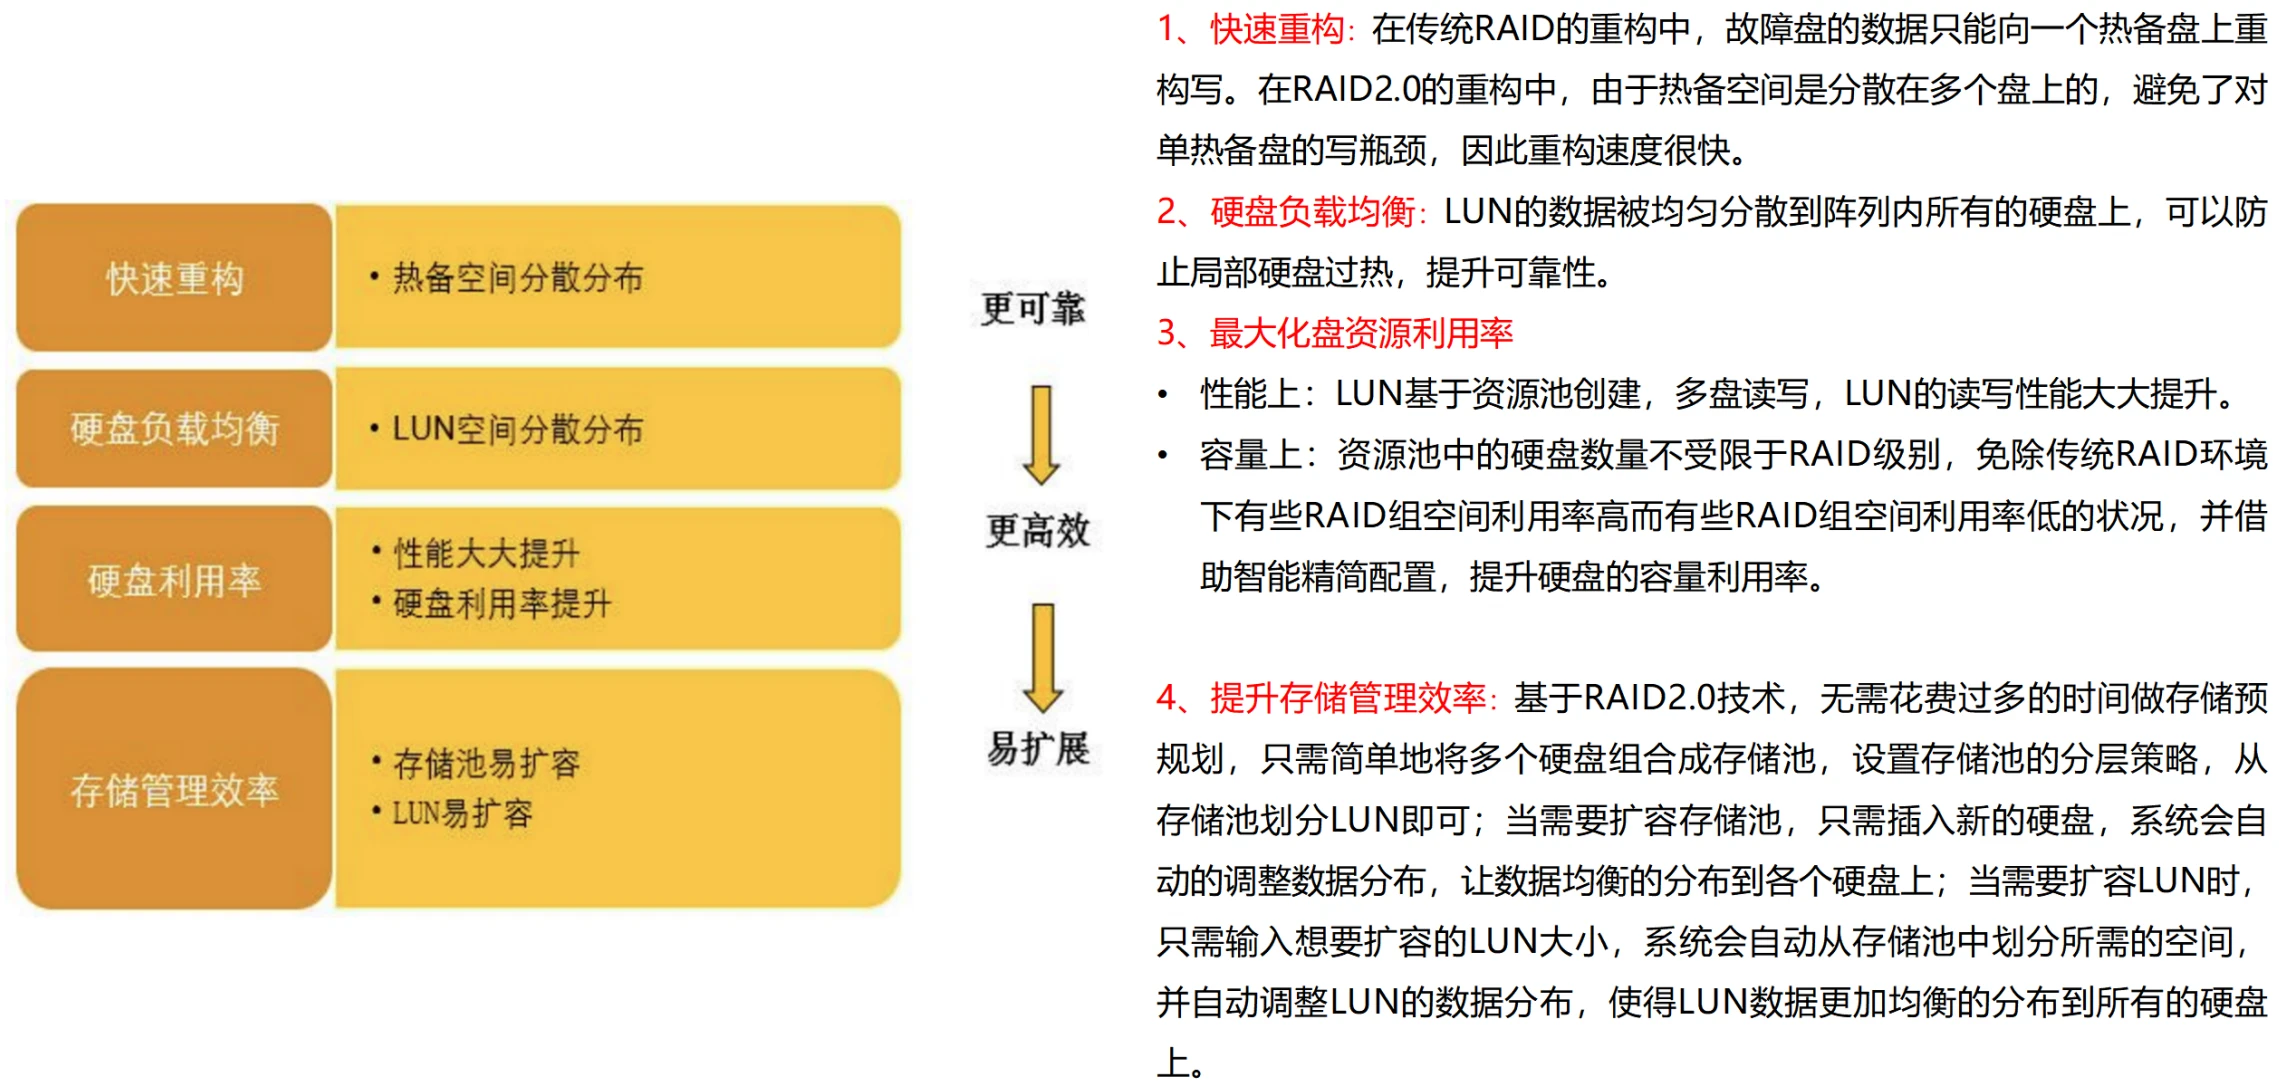 快速重构
• 热备空间分散分布
硬盘负载均衡
• LUN空间分散分布
硬盘利用率
• 性能大大提升
• 硬盘利用率提升
存储管理效率
• 存储池易扩容
• LUN易扩容
更可靠
更高效
易扩展
1、快速重构：在传统RAID的重构中，故障盘的数据只能向一个热备盘上重
构写。在RAID2.0的重构中，由于热备空间是分散在多个盘上的，避免了对
单热备盘的写瓶颈，因此重构速度很快。
2、硬盘负载均衡：LUN的数据被均匀分散到阵列内所有的硬盘上，可以防
止局部硬盘过热，提升可靠性。
3、最大化盘资源利用率
• 性能上：LUN基于资源池创建，多盘读写，LUN的读写性能大大提升。
• 容量上：资源池中的硬盘数量不受限于RAID级别，免除传统RAID环境
下有些RAID组空间利用率高而有些RAID组空间利用率低的状况，并借
助智能精简配置，提升硬盘的容量利用率。
4、提升存储管理效率：基于RAID2.0技术，无需花费过多的时间做存储预
规划，只需简单地将多个硬盘组合成存储池，设置存储池的分层策略，从
存储池划分LUN即可；当需要扩容存储池，只需插入新的硬盘，系统会自
动的调整数据分布，让数据均衡的分布到各个硬盘上；当需要扩容LUN时，
只需输入想要扩容的LUN大小，系统会自动从存储池中划分所需的空间，
并自动调整LUN的数据分布，使得LUN数据更加均衡的分布到所有的硬盘
上。